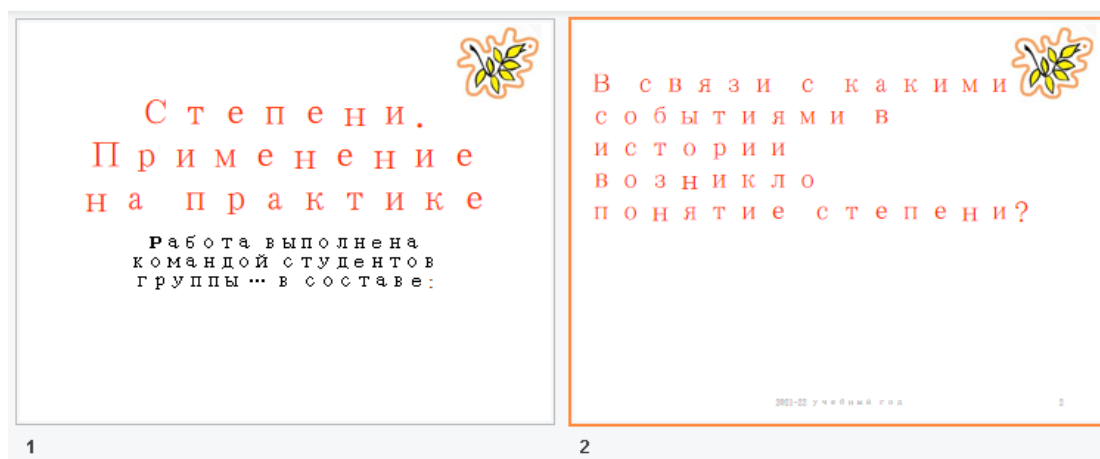 Степени.
Применение
на практике
Работа выполнена
командой студентов
группы … в составе:
1
В связи с какими
событиями в
истории
возникло
понятие степени?
2021-22 учебный год
2
2